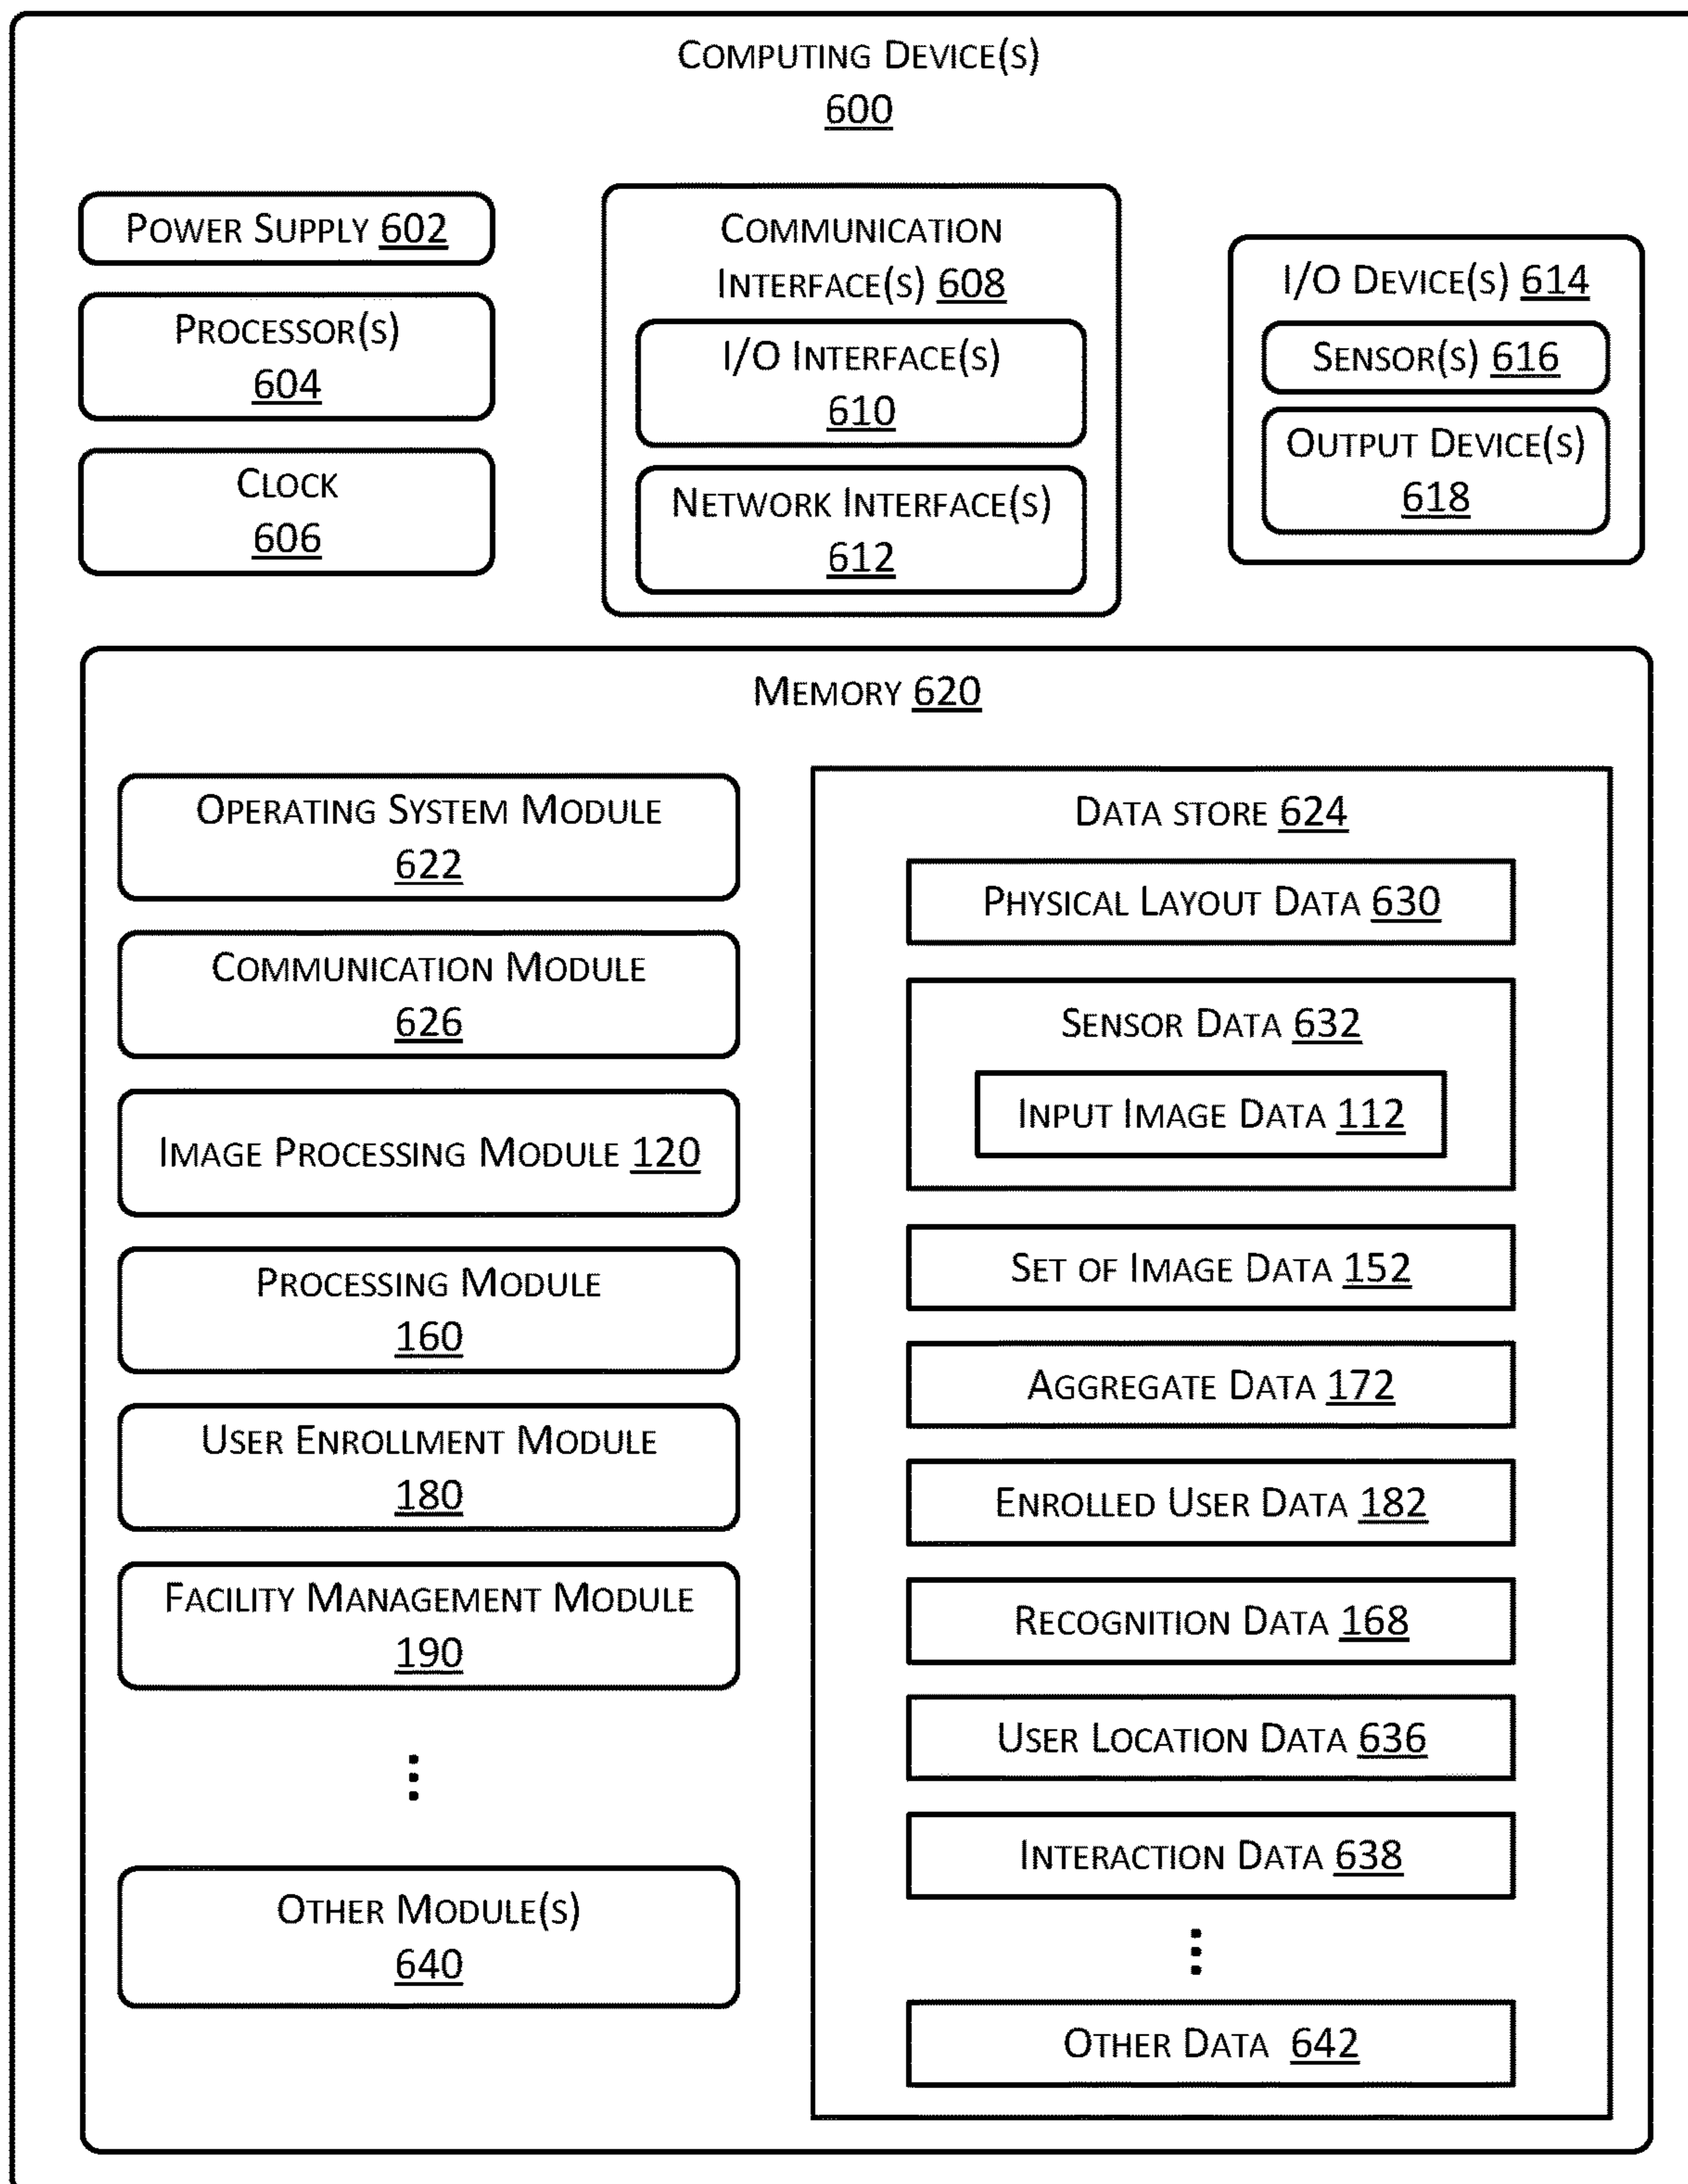 COMPUTING DEVICE(S)
600
POWER SUPPLY 602
PROCESSOR(S)
604
CLOCK
606
COMMUNICATION
INTERFACE(S) 608
I/O INTERFACE(S)
610
NETWORK INTERFACE(S)
612
I/O DEVICE(S) 614
SENSOR(S) 616
OUTPUT DEVICE(S)
618
MEMORY 620
OPERATING SYSTEM MODULE
622
COMMUNICATION MODULE
626
IMAGE PROCESSING MODULE 120
PROCESSING MODULE
160
USER ENROLLMENT MODULE
180
FACILITY MANAGEMENT MODULE
190
OTHER MODULE(S)
640
DATA STORE 624
PHYSICAL LAYOUT DATA 630
SENSOR DATA 632
INPUT IMAGE DATA 112
SET OF IMAGE DATA 152
AGGREGATE DATA 172
ENROLLED USER DATA 182
RECOGNITION DATA 168
USER LOCATION DATA 636
INTERACTION DATA 638
OTHER DATA 642